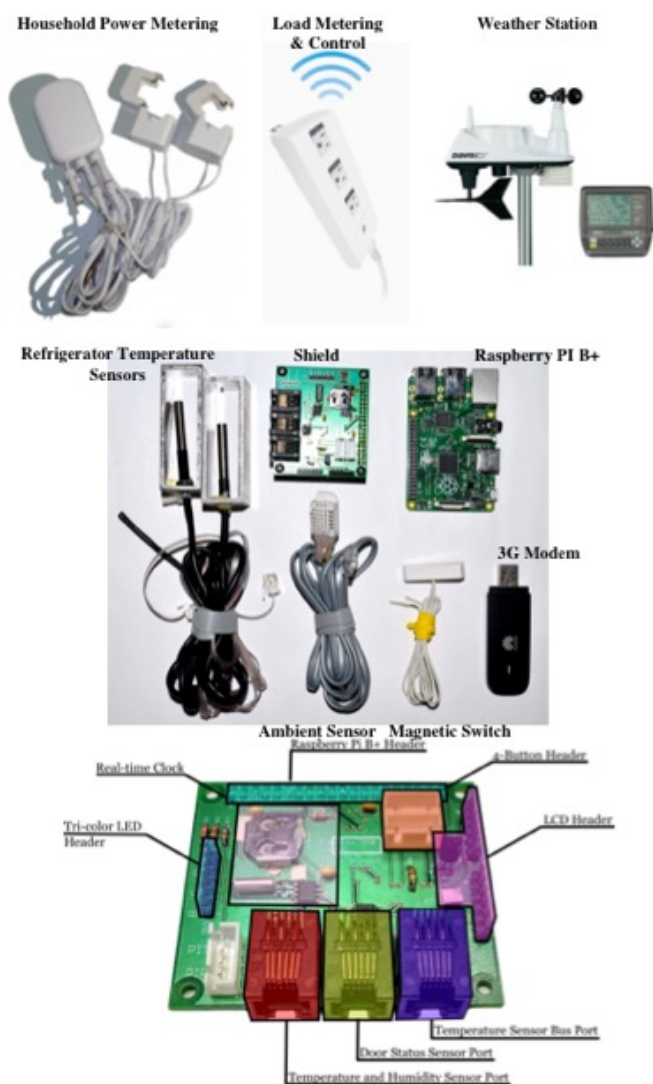 Household Power Metering
Load Metering
& Control
Weather Station
DAVIS
Refrigerator Temperature
Sensors
Shield
Raspberry PI B+
3G Modem
Ambient Sensor
Magnetic Switch
Raspberry Pi B+ Header
Real-time Clock
4-Button Header
Tri-color LED
Header
LCD Header
Temperature Sensor Bus Port
Door Status Sensor Port
Temperature and Humidity Sensor Port